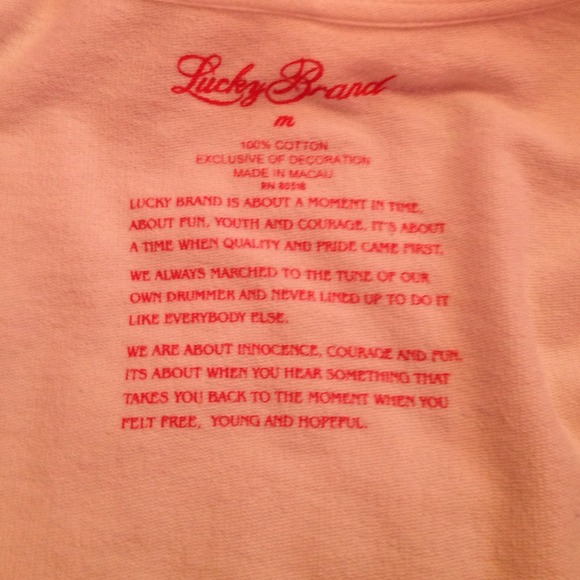 Lucky Brand
m
100% COTTON
EXCLUSIVE OF DECORATION
MADE IN MACAU
RN 80318
LUCKY BRAND IS ABOUT A MOMENT IN TIME,
ABOUT FUN, YOUTH AND COURAGE, IT'S ABOUT
A TIME WHEN QUALITY AND PRIDE CAME FIRST.
WE ALWAYS MARCHED TO THE TUNE OF OUR
OWN DRUMMER AND NEVER LINED UP TO DO IT
LIKE EVERYBODY ELSE.
WE ARE ABOUT INNOCENCE, COURAGE AND FUN.
ITS ABOUT WHEN YOU HEAR SOMETHING THAT
TAKES YOU BACK TO THE MOMENT WHEN YOU
FELT FREE, YOUNG AND HOPEFUL.